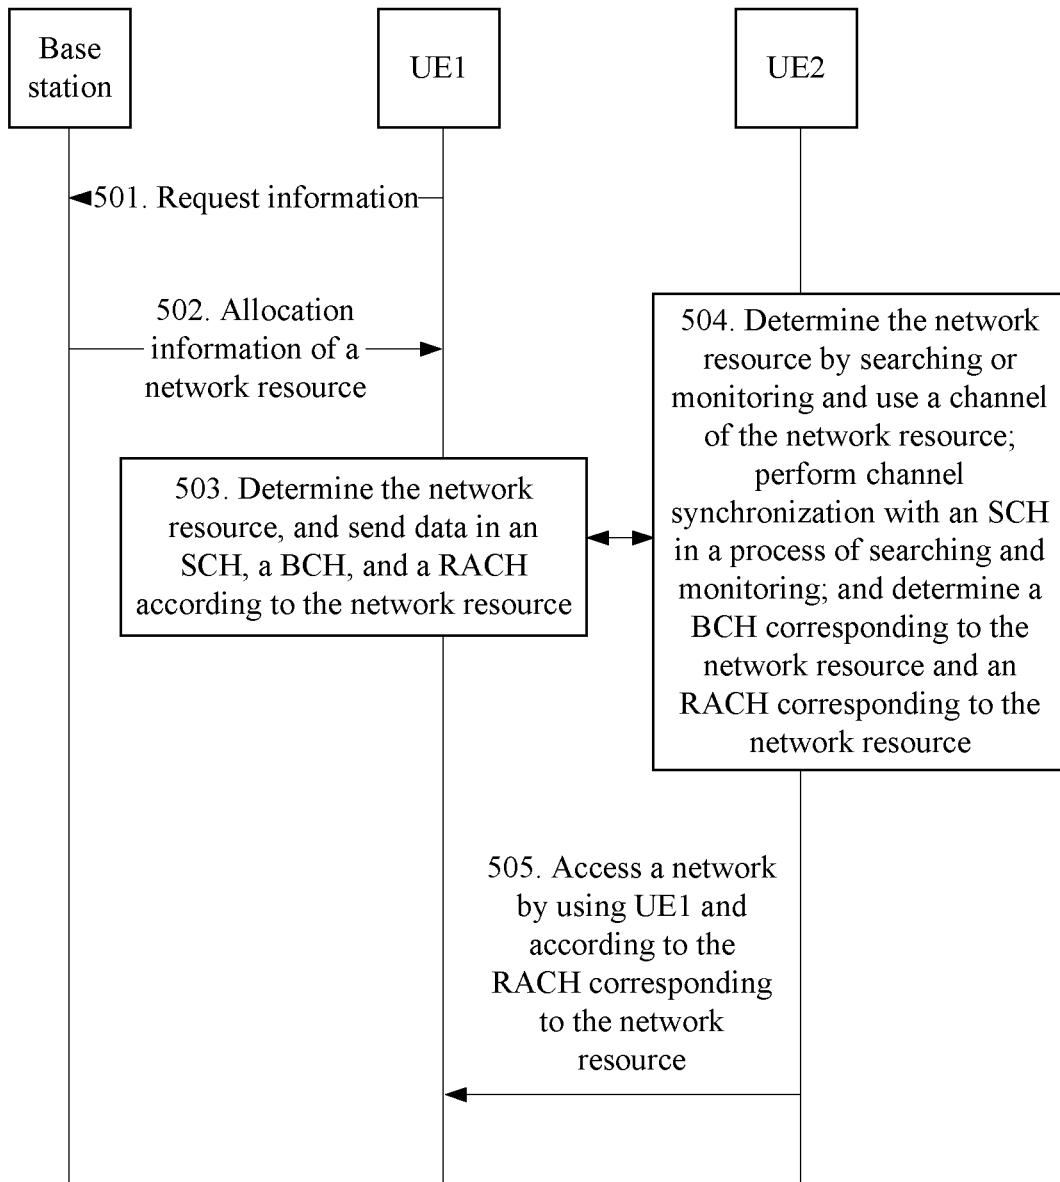 Base
station
UE1
UE2
501. Request information
502. Allocation
information of a
network resource
503. Determine the network
resource, and send data in an
SCH, a BCH, and a RACH
according to the network resource
504. Determine the network
resource by searching or
monitoring and use a channel
of the network resource;
perform channel
synchronization with an SCH
in a process of searching and
monitoring; and determine a
BCH corresponding to the
network resource and an
RACH corresponding to the
network resource
505. Access a network
by using UE1 and
according to the
RACH corresponding
to the network
resource